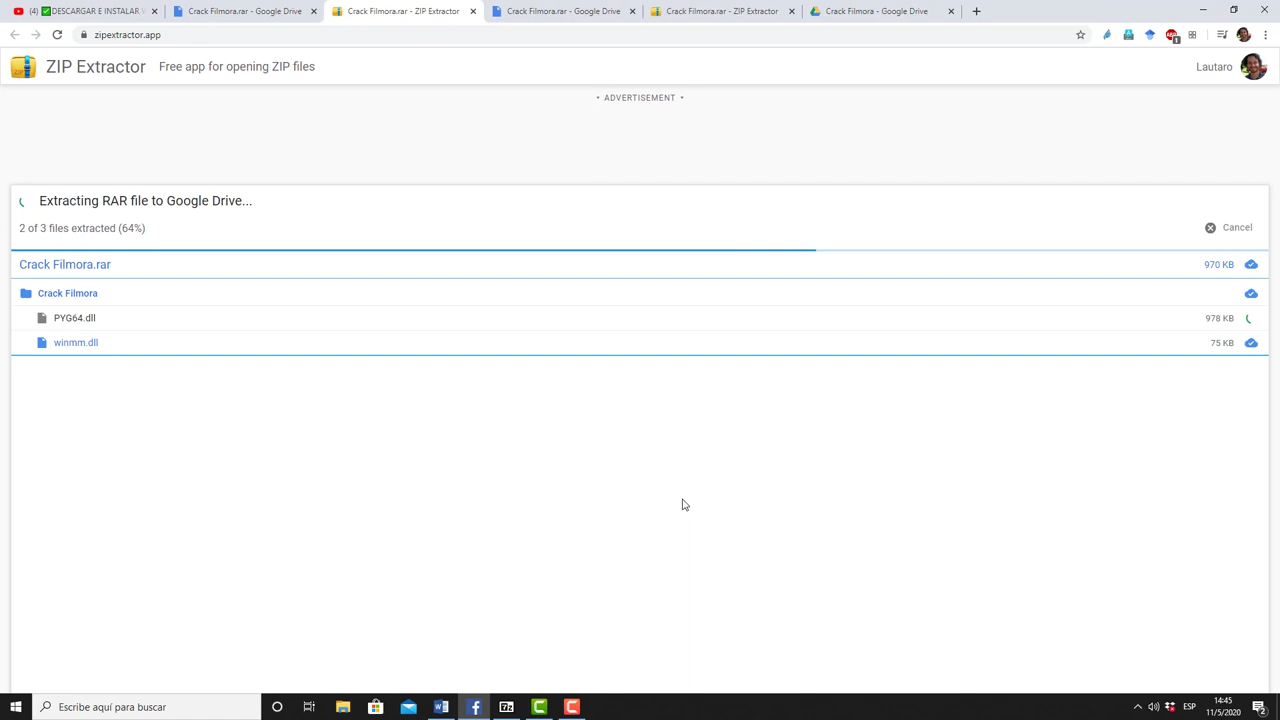 (4) ✅DESCARGAR E INSTALAR W
Crack Filmora.rar - Google Drive
Crack Filmora.rar - ZIP Extractor
Crack Filmora.rar - Google Drive
Crack Filmora.rar - ZIP Extractor
Crack Filmora - Google Drive
zipextractor.app
1
ZIP Extractor
Free app for opening ZIP files
Lautaro
• ADVERTISEMENT •
Extracting RAR file to Google Drive...
2 of 3 files extracted (64%)
Cancel
Crack Filmora.rar
970 KB
Crack Filmora
PYG64.dll
978 KB
winmm.dll
75 KB
Escribe aquí para buscar
ESP
14:45
11/5/2020
2